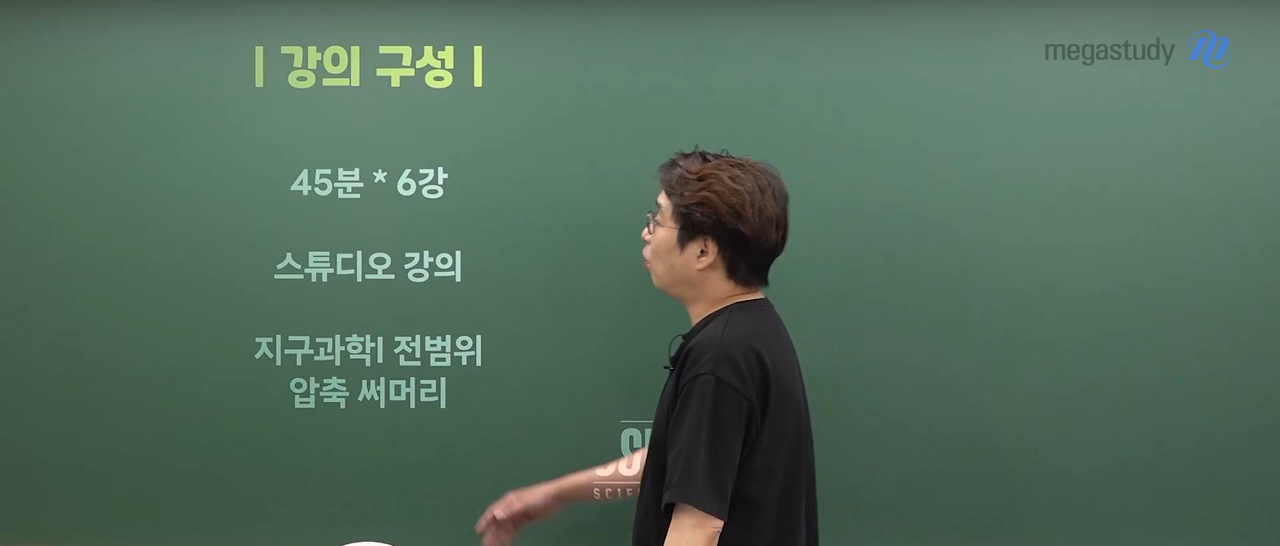 | 강의 구성 |
megastudy
45분 * 6강
스튜디오 강의
지구과학I 전범위
압축 써머리